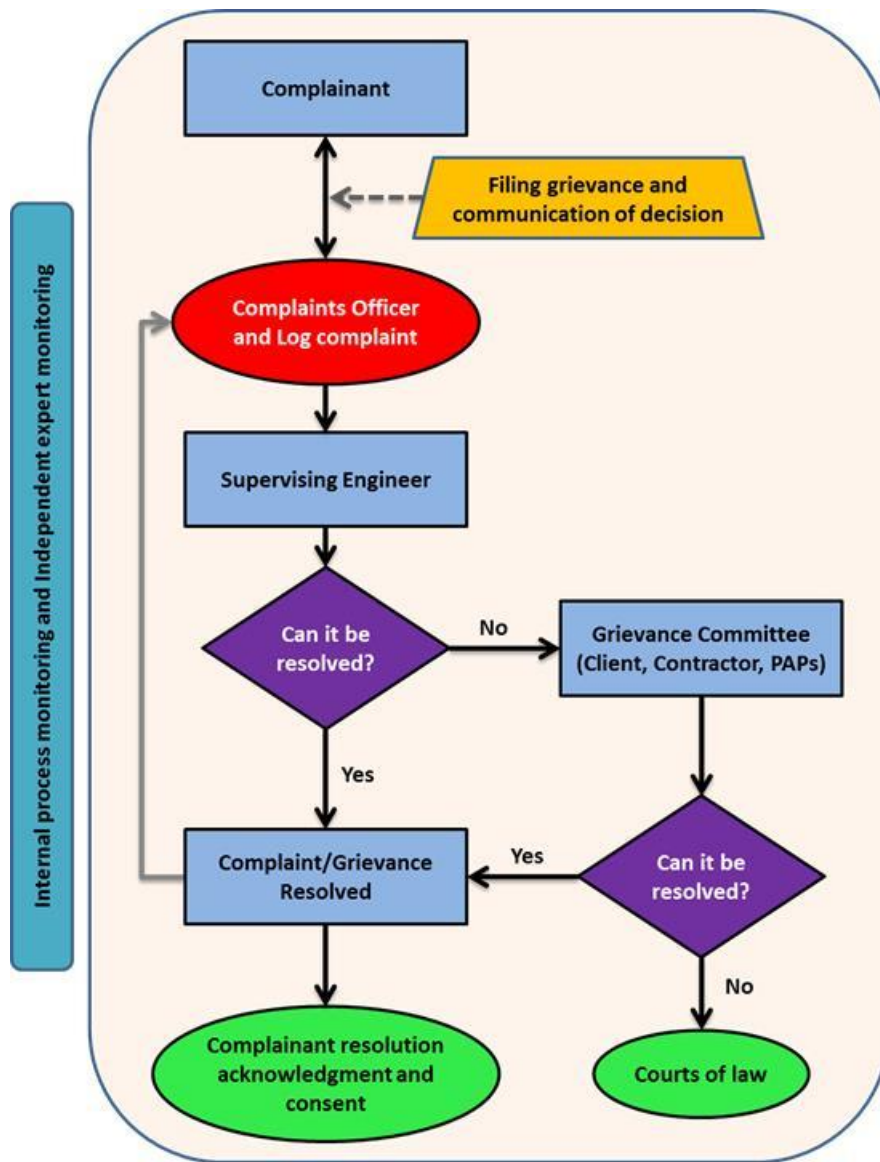 Complainant
Filing grievance and
communication of decision
Complaints Officer
and Log complaint
Supervising Engineer
Can it be
resolved?
No
Grievance Committee
(Client, Contractor, PAPs)
Yes
Complaint/Grievance
Resolved
Yes
Can it be
resolved?
No
Complainant resolution
acknowledgment and
consent
Courts of law
Internal process monitoring and Independent expert monitoring